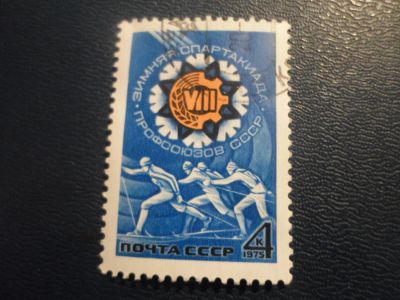 ЗИМНЯЯ СПАРТАКИАДА
ПРОФСОЮЗОВ СССР
VIII
ПОЧТА СССР
4 к
1975